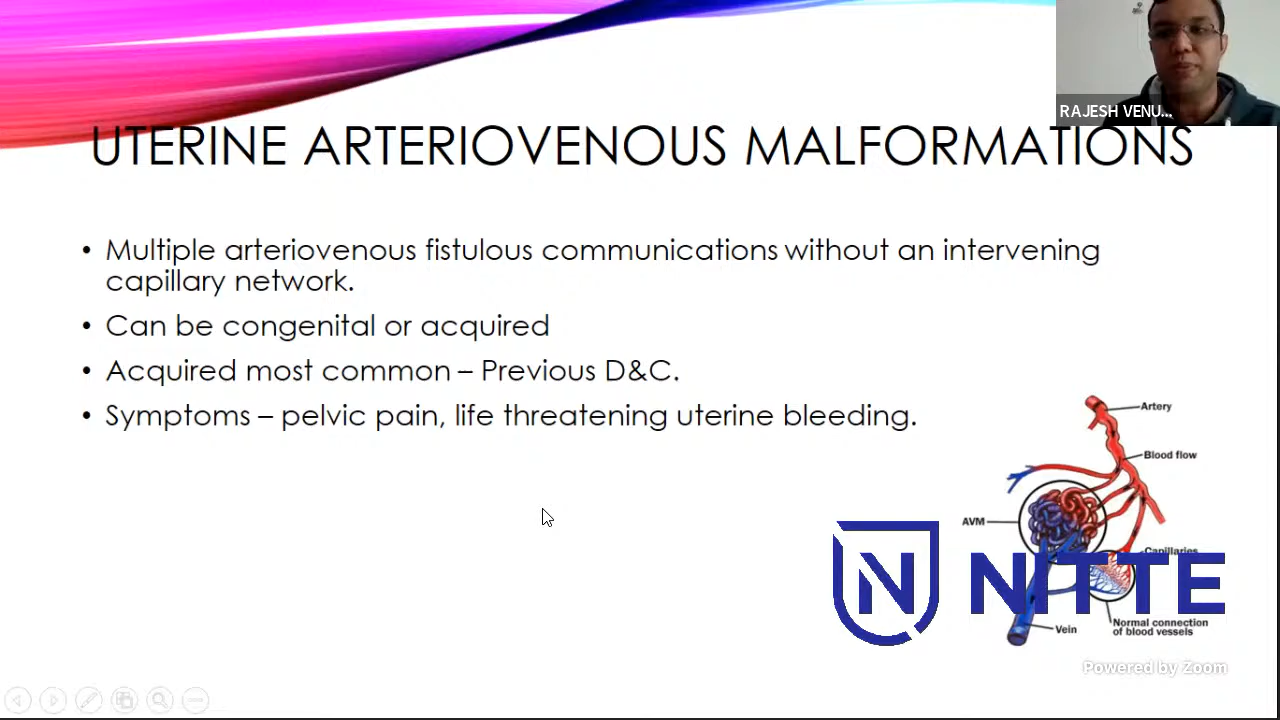 RAJESH VENU...
UTERINE ARTERIOVENOUS MALFORMATIONS
• Multiple arteriovenous fistulous communications without an intervening
capillary network.
• Can be congenital or acquired
• Acquired most common – Previous D&C.
• Symptoms – pelvic pain, life threatening uterine bleeding.
Artery
Blood flow
AVM
Capillaries
N NITTE
Vein
Normal connection
of blood vessels
Powered by Zoom